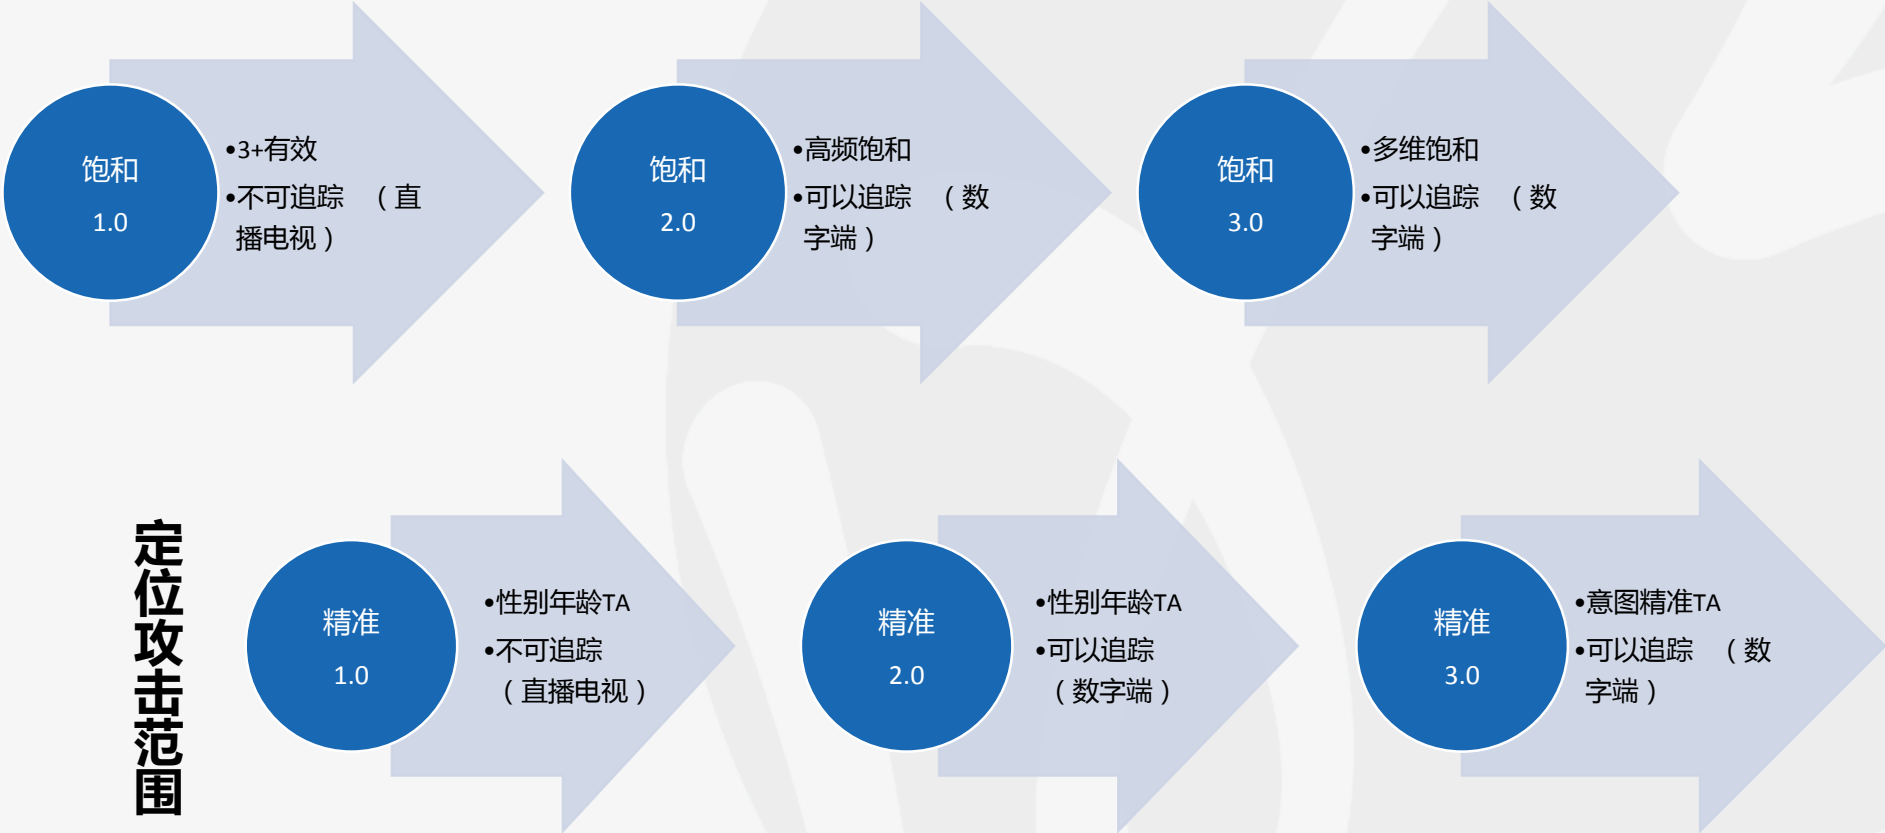 饱和
1.0
•3+有效
•不可追踪 （直
播电视）
饱和
2.0
•高频饱和
•可以追踪 （数
字端）
饱和
3.0
•多维饱和
•可以追踪 （数
字端）
定位攻击范围
精准
1.0
•性别年龄TA
•不可追踪
（直播电视）
精准
2.0
•性别年龄TA
•可以追踪
（数字端）
精准
3.0
•意图精准TA
•可以追踪 （数
字端）